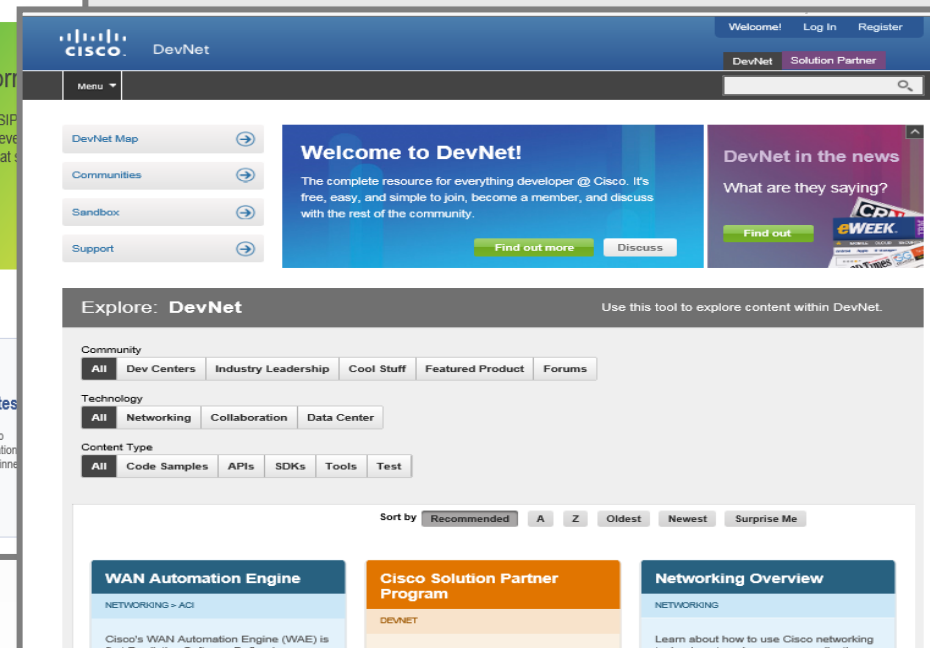 Welcome! Log In Register
cisco. DevNet
DevNet Solution Partner
Menu
DevNet Map
Communities
Sandbox
Support
Welcome to DevNet!
The complete resource for everything developer @ Cisco. It's
free, easy, and simple to join, become a member, and discuss
with the rest of the community.
Find out more Discuss
DevNet in the news
What are they saying?
Find out
CRN
eWEEK.
Explore: DevNet Use this tool to explore content within DevNet.
Community
All Dev Centers Industry Leadership Cool Stuff Featured Product Forums
Technology
All Networking Collaboration Data Center
Content Type
All Code Samples APIs SDKs Tools Test
Sort by Recommended A Z Oldest Newest Surprise Me
WAN Automation Engine
NETWORKING > ACI
Cisco's WAN Automation Engine (WAE) is
Cisco Solution Partner
Program
DEVNET
Networking Overview
NETWORKING
Learn about how to use Cisco networking